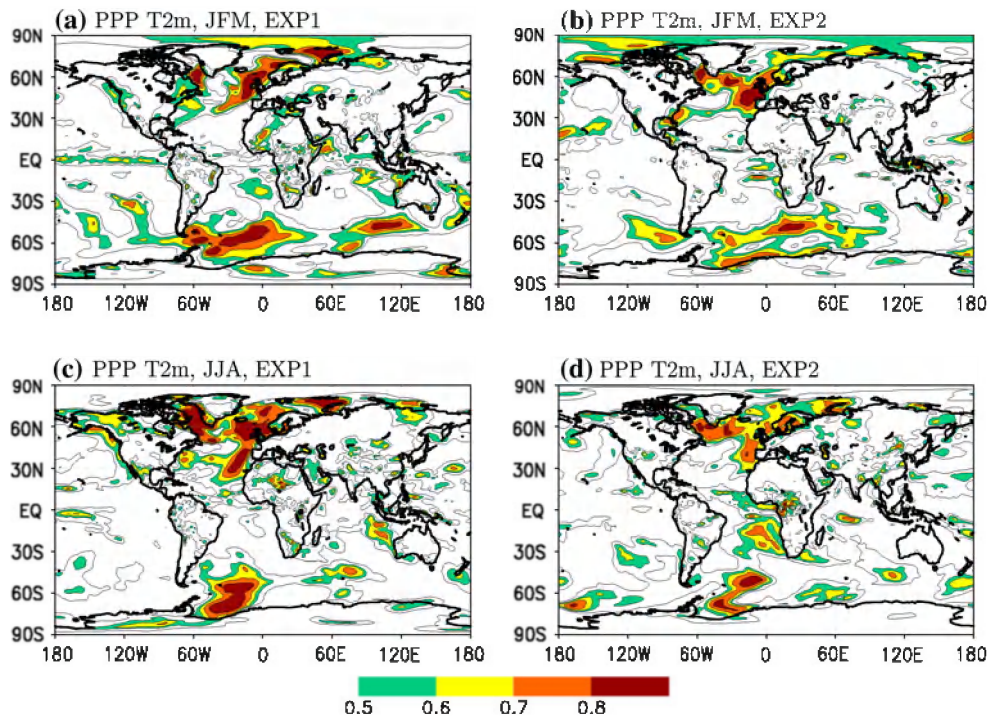 (a) PPP T2m, JFM, EXP1
(b) PPP T2m, JFM, EXP2
90N
60N
30N
EQ
30S
60S
90S
180 120W 60W 0 60E 120E 180
90N
60N
30N
EQ
30S
60S
90S
180 120W 60W 0 60E 120E 180
(c) PPP T2m, JJA, EXP1
(d) PPP T2m, JJA, EXP2
90N
60N
30N
EQ
30S
60S
90S
180 120W 60W 0 60E 120E 180
90N
60N
30N
EQ
30S
60S
90S
180 120W 60W 0 60E 120E 180
0.5 0.6 0.7 0.8